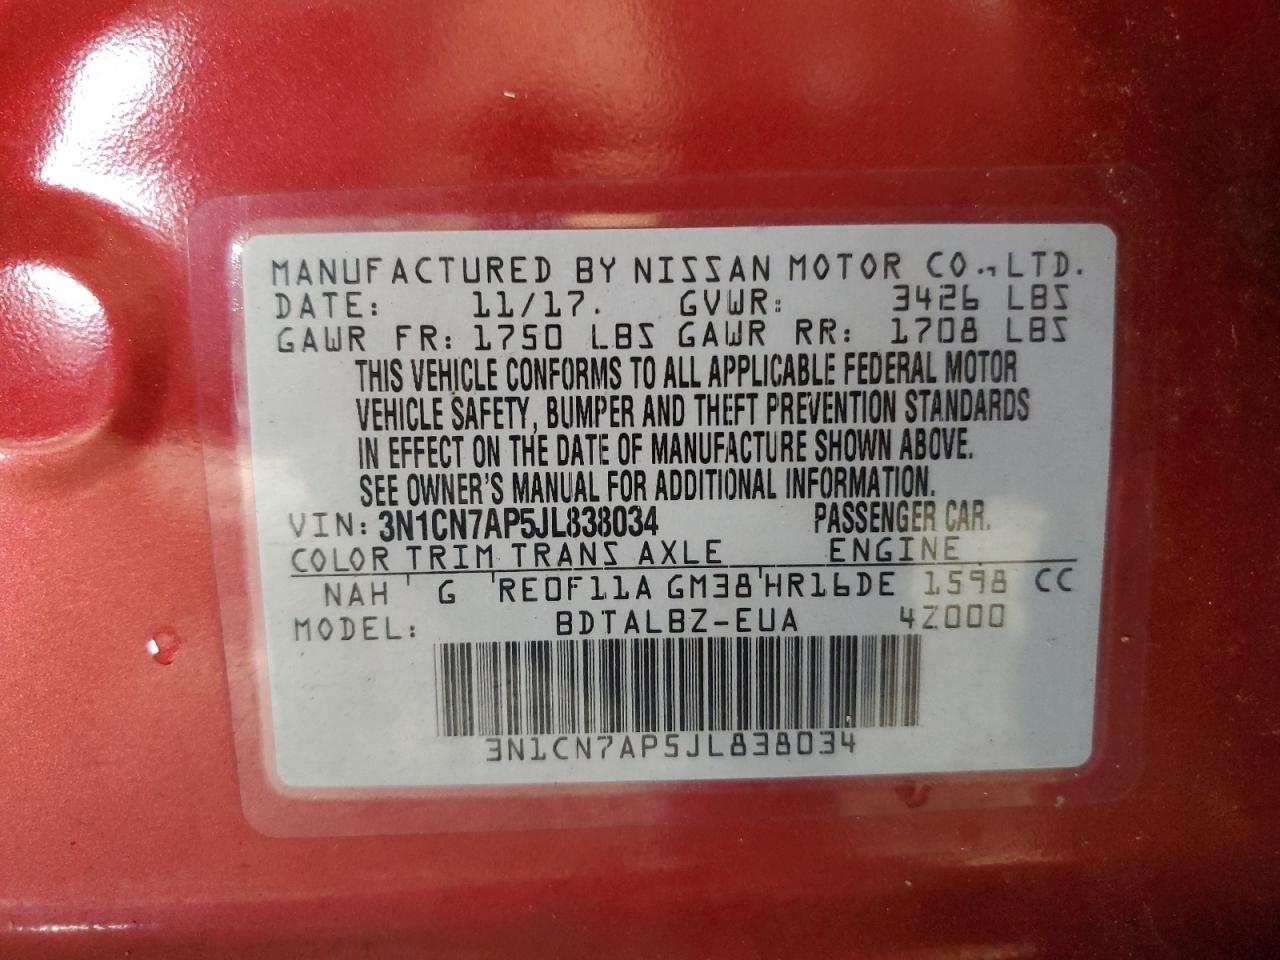 MANUFACTURED BY NISSAN MOTOR CO., LTD.
DATE: 11/17. GVWR: 3426 LBS
GAWR FR: 1750 LBS GAWR RR: 1708 LBS
THIS VEHICLE CONFORMS TO ALL APPLICABLE FEDERAL MOTOR
VEHICLE SAFETY, BUMPER AND THEFT PREVENTION STANDARDS
IN EFFECT ON THE DATE OF MANUFACTURE SHOWN ABOVE.
SEE OWNER'S MANUAL FOR ADDITIONAL INFORMATION.
VIN: 3N1CN7AP5JL838034 PASSENGER CAR.
COLOR TRIM TRANS AXLE ENGINE
NAH G RE0F11A GM38 HR16DE 1598 CC
MODEL: BDTALBZ-EUA 4Z000
3N1CN7AP5JL838034